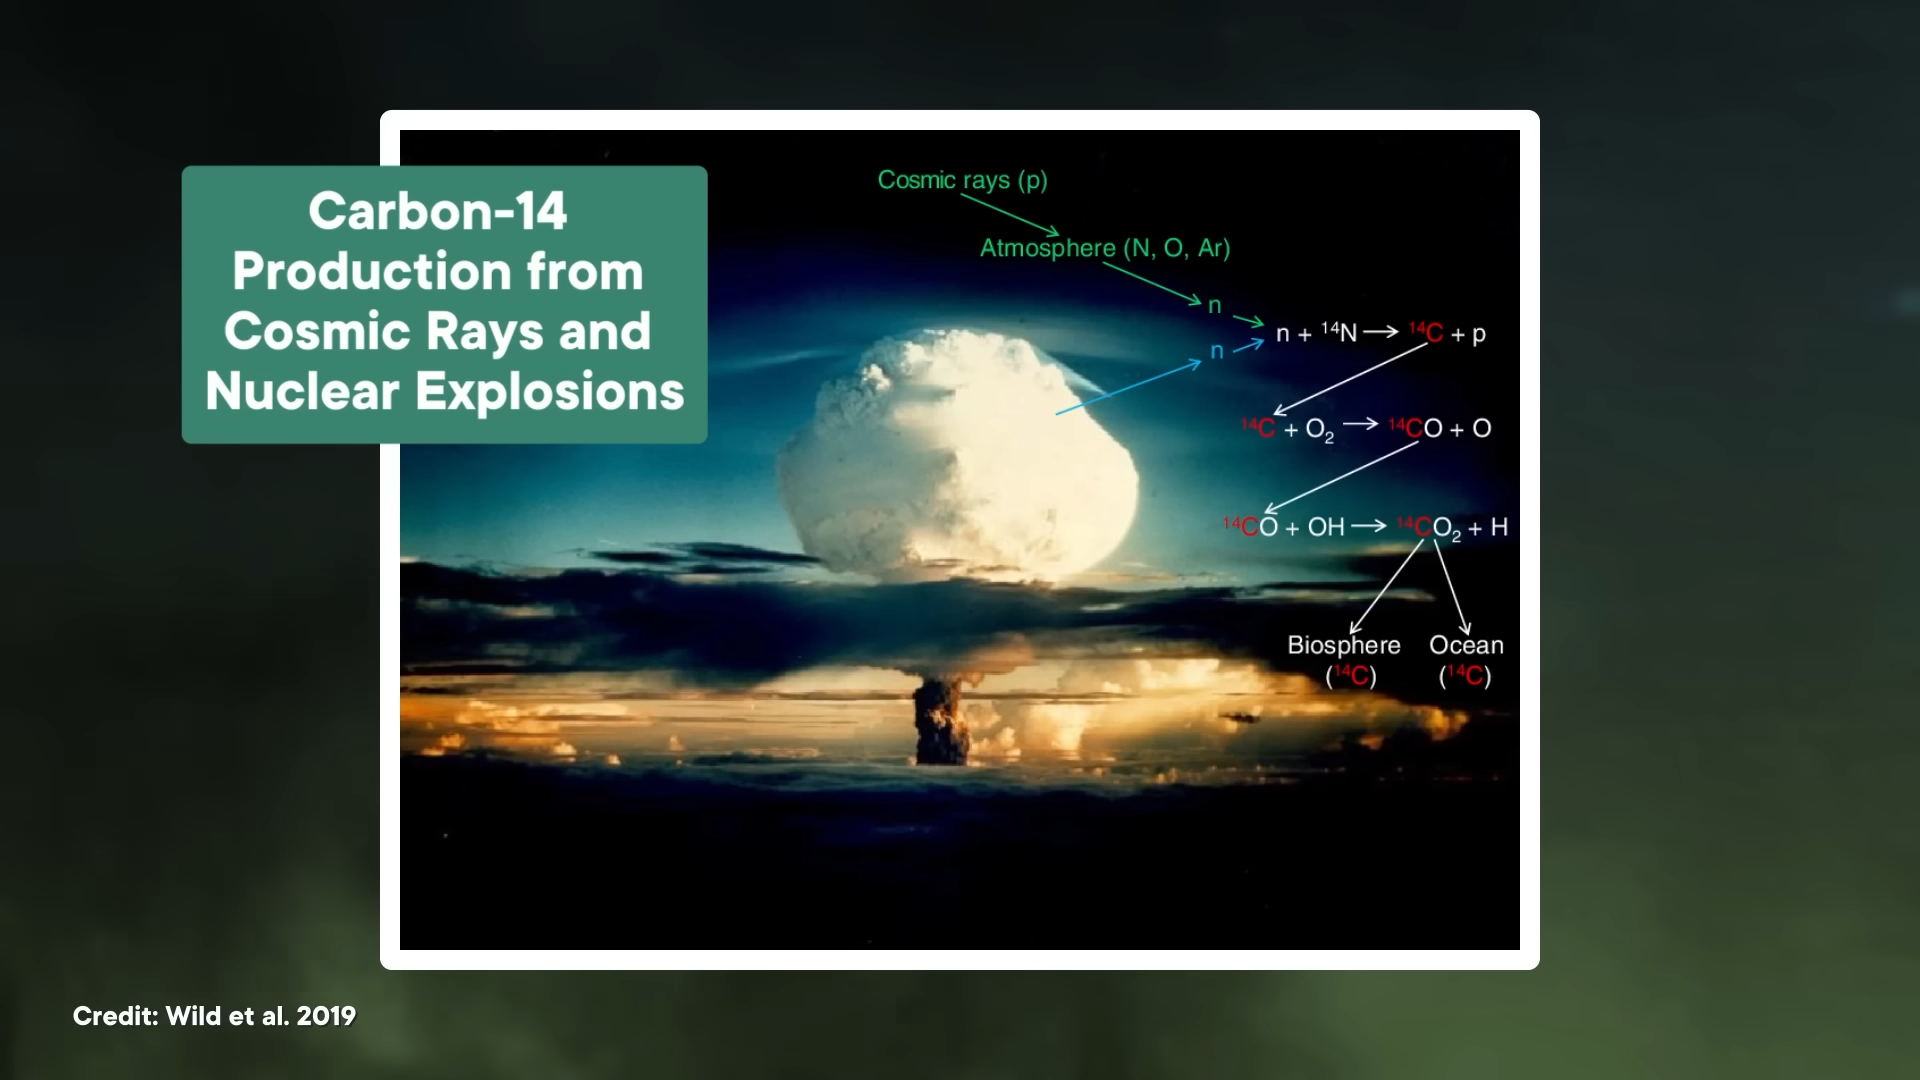 Carbon-14
Production from
Cosmic Rays and
Nuclear Explosions
Cosmic rays (p)
Atmosphere (N, O, Ar)
n
n
n + ¹⁴N → ¹⁴C + p
¹⁴C + O₂ → ¹⁴CO + O
¹⁴CO + OH → ¹⁴CO₂ + H
Biosphere Ocean
(¹⁴C) (¹⁴C)
Credit: Wild et al. 2019